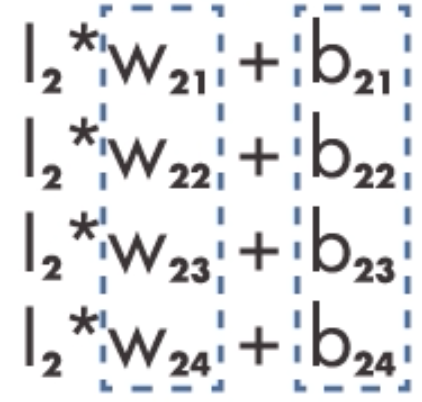 I₂*w₂₁ + b₂₁
I₂*w₂₂ + b₂₂
I₂*w₂₃ + b₂₃
I₂*w₂₄ + b₂₄